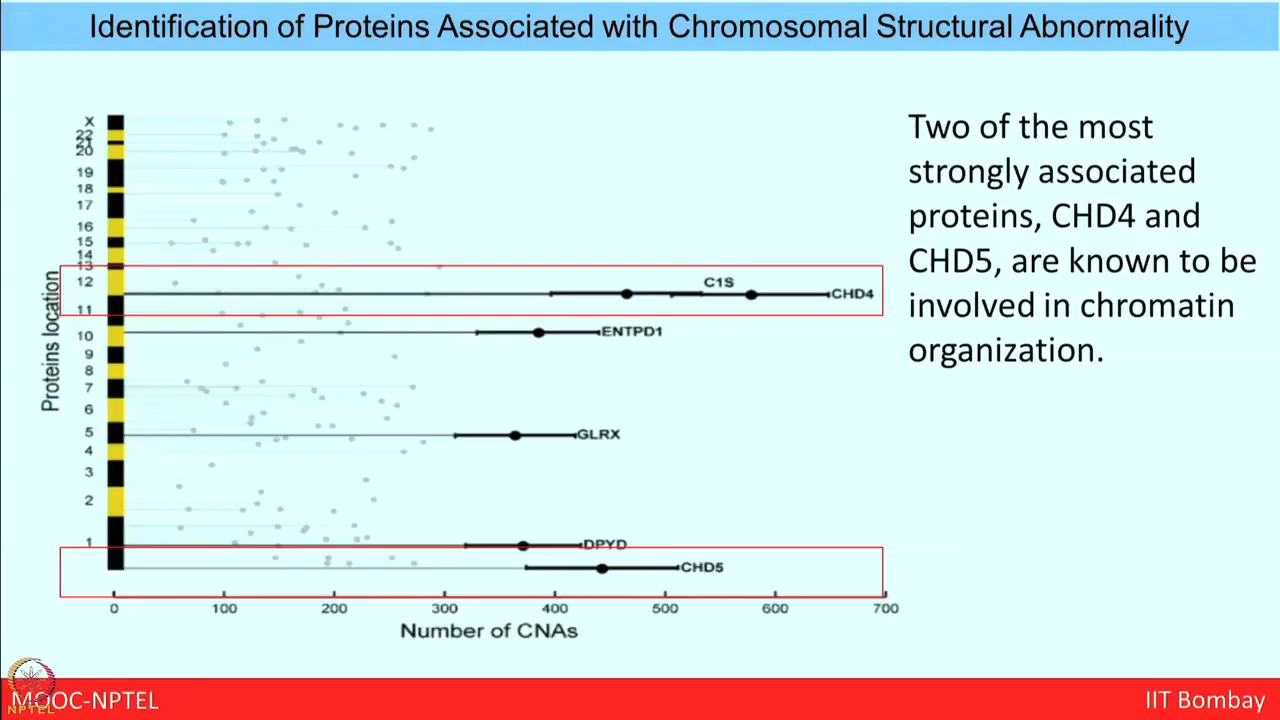 Identification of Proteins Associated with Chromosomal Structural Abnormality
Two of the most
strongly associated
proteins, CHD4 and
CHD5, are known to be
involved in chromatin
organization.
Proteins location
X
22
21
20
19
18
17
16
15
14
13
12
11
10
9
8
7
6
5
4
3
2
1
C1S
CHD4
ENTPD1
GLRX
DPYD
CHD5
0 100 200 300 400 500 600 700
Number of CNAs
MOOC-NPTEL
NPTEL
IIT Bombay